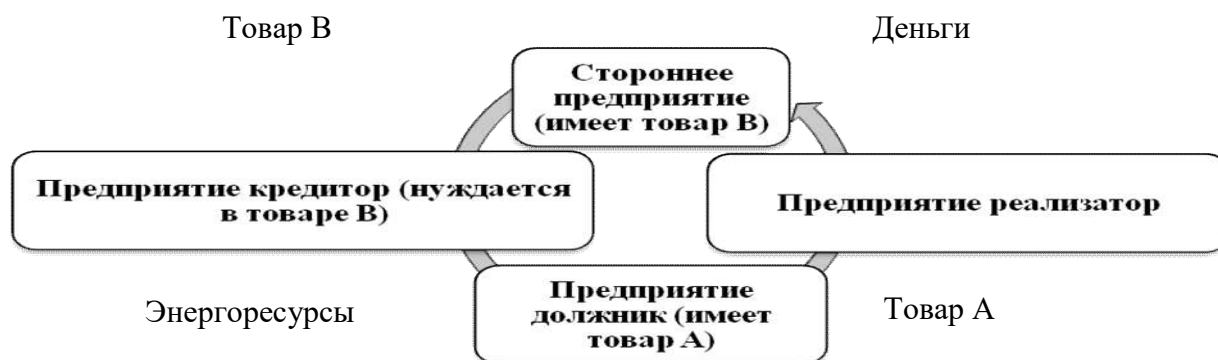 Товар В
Деньги
Стороннее
предприятие
(имеет товар В)
Предприятие кредитор (нуждается
в товаре В)
Предприятие реализатор
Энергоресурсы
Предприятие
должник (имеет
товар А)
Товар А